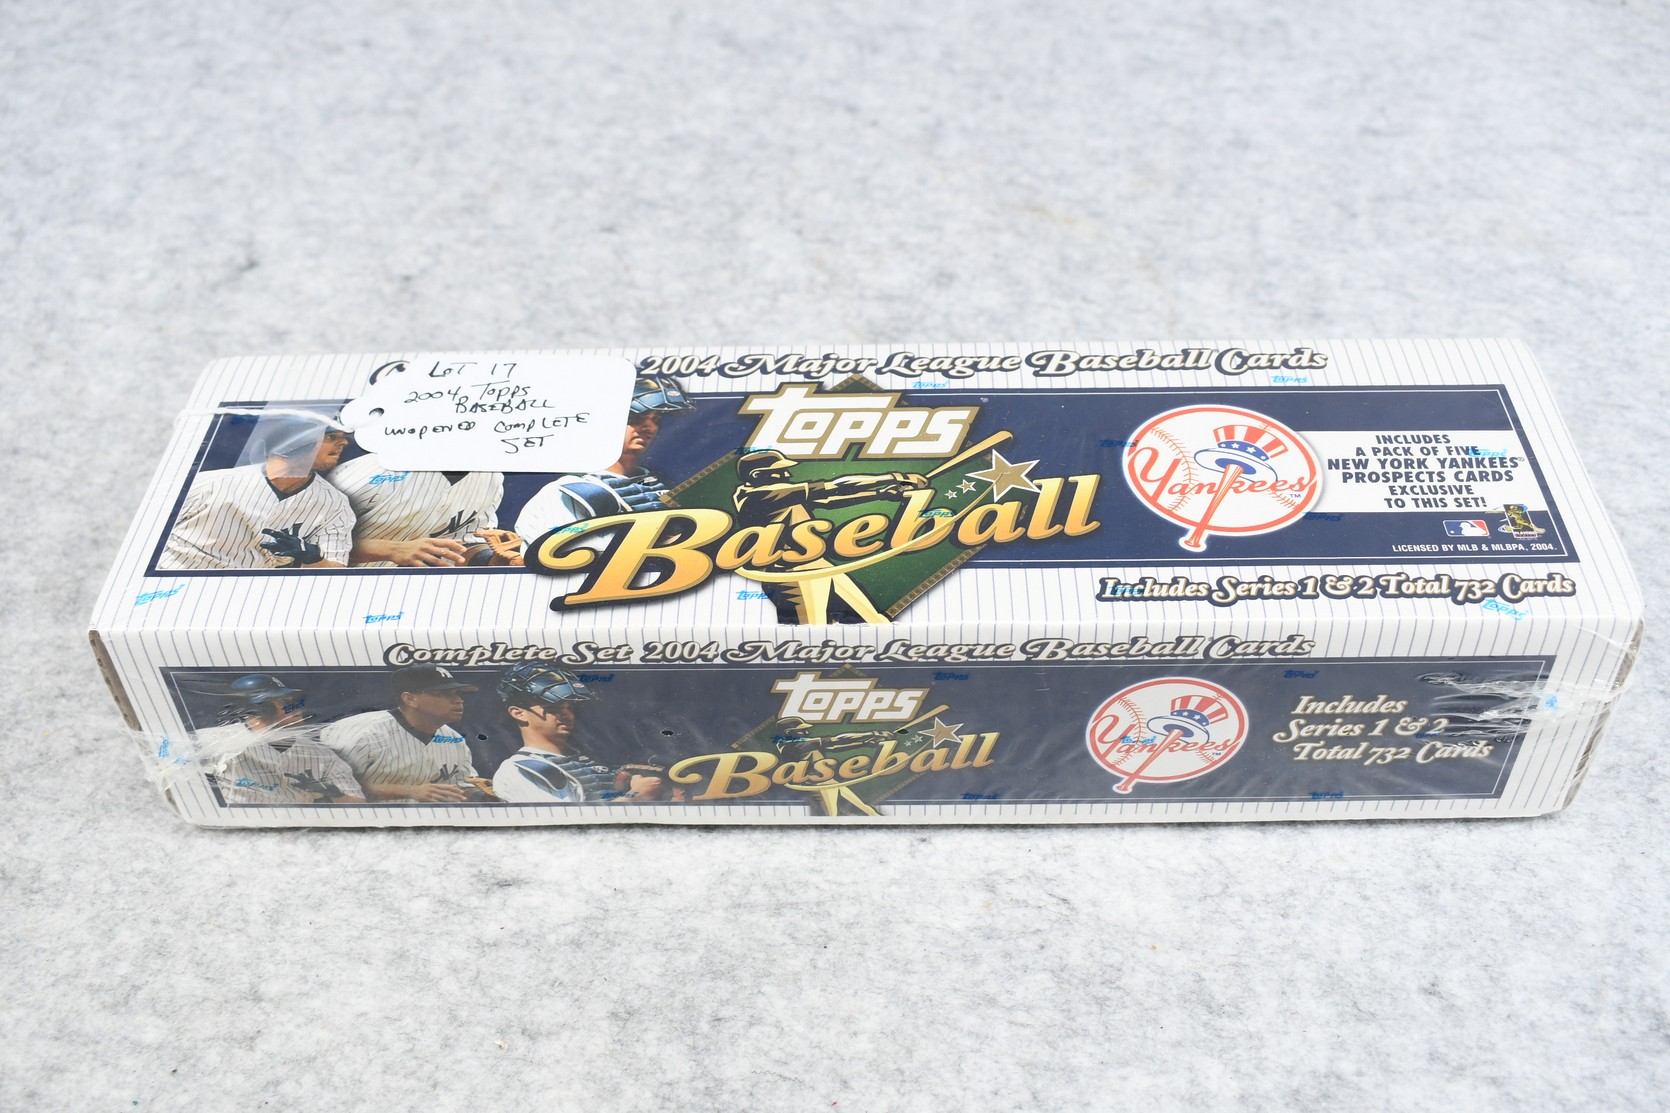 LOT 17
2004 TOPPS
BASEBALL
UNOPENED COMPLETE
SET
2004 Major League Baseball Cards
TOPPS
Baseball
Yankees™
INCLUDES
A PACK OF FIVE
NEW YORK YANKEES®
PROSPECTS CARDS
EXCLUSIVE
TO THIS SET!
LICENSED BY MLB & MLBPA, 2004.
Includes Series 1 & 2 Total 732 Cards
Complete Set 2004 Major League Baseball Cards
TOPPS
Baseball
Yankees™
Includes
Series 1 & 2
Total 732 Cards